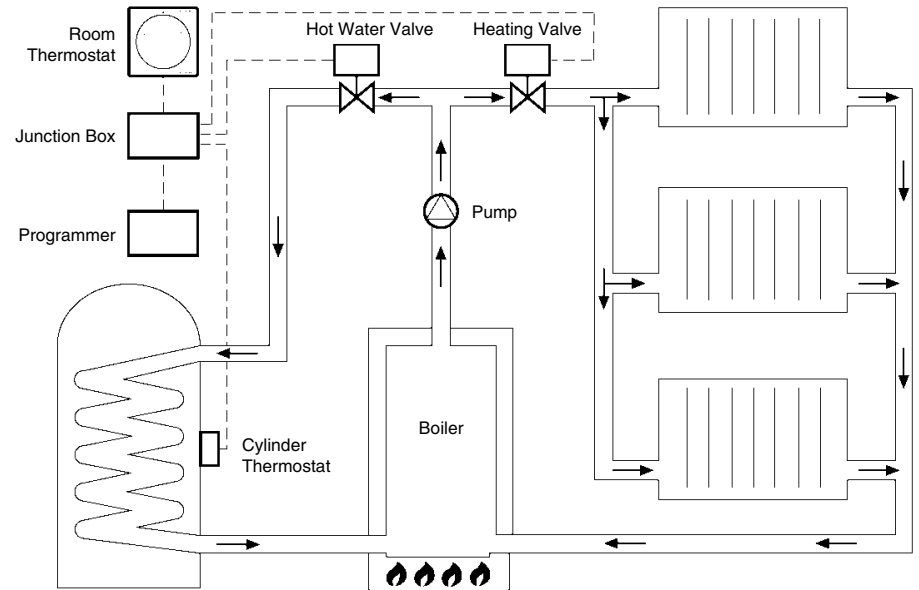 Room
Thermostat
Hot Water Valve
Heating Valve
Junction Box
Programmer
Pump
Boiler
Cylinder
Thermostat